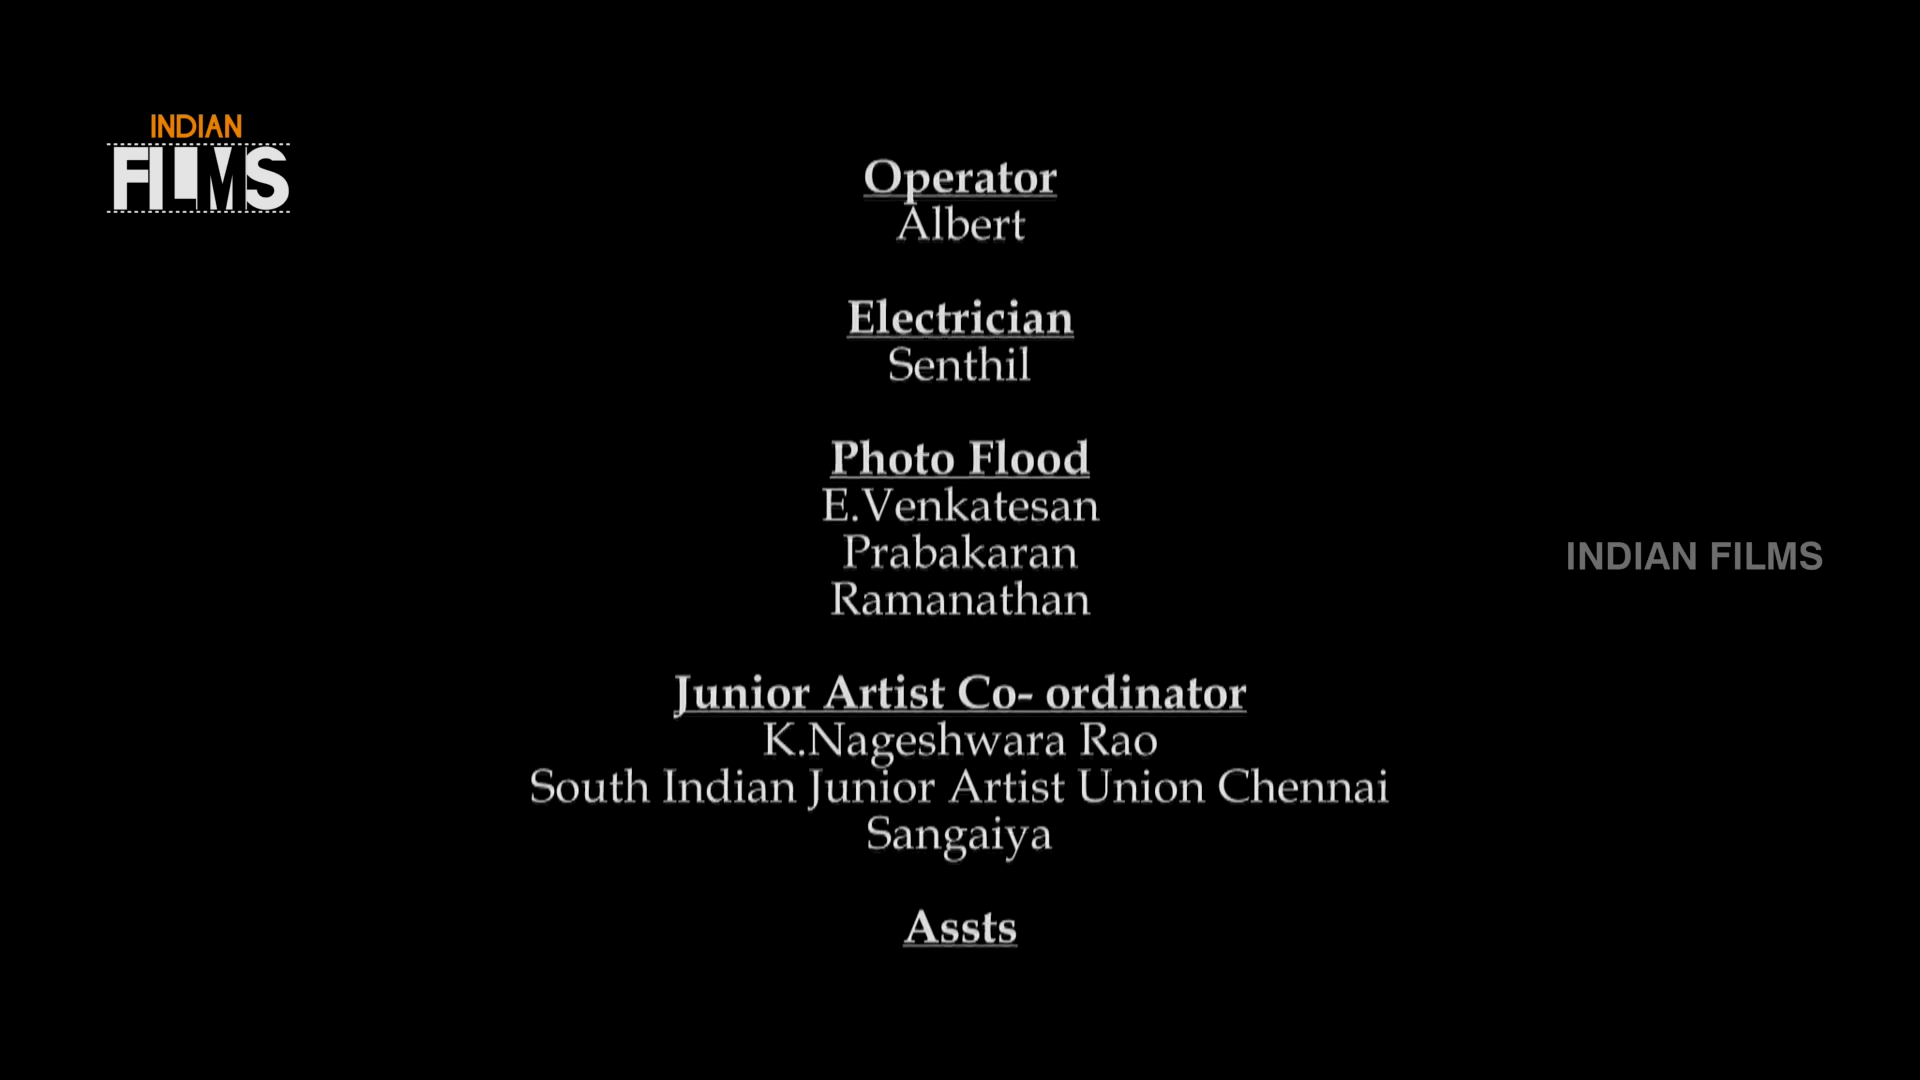 INDIAN
FILMS
Operator
Albert
Electrician
Senthil
Photo Flood
E.Venkatesan
Prabakaran
Ramanathan
INDIAN FILMS
Junior Artist Co- ordinator
K.Nageshwara Rao
South Indian Junior Artist Union Chennai
Sangaiya
Assts